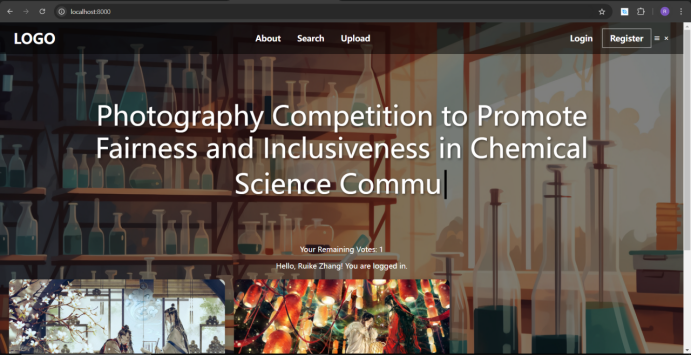 localhost:8000
LOGO
About Search Upload
Login Register
Photography Competition to Promote
Fairness and Inclusiveness in Chemical
Science Commu
Your Remaining Votes: 1
Hello, Ruike Zhang! You are logged in.